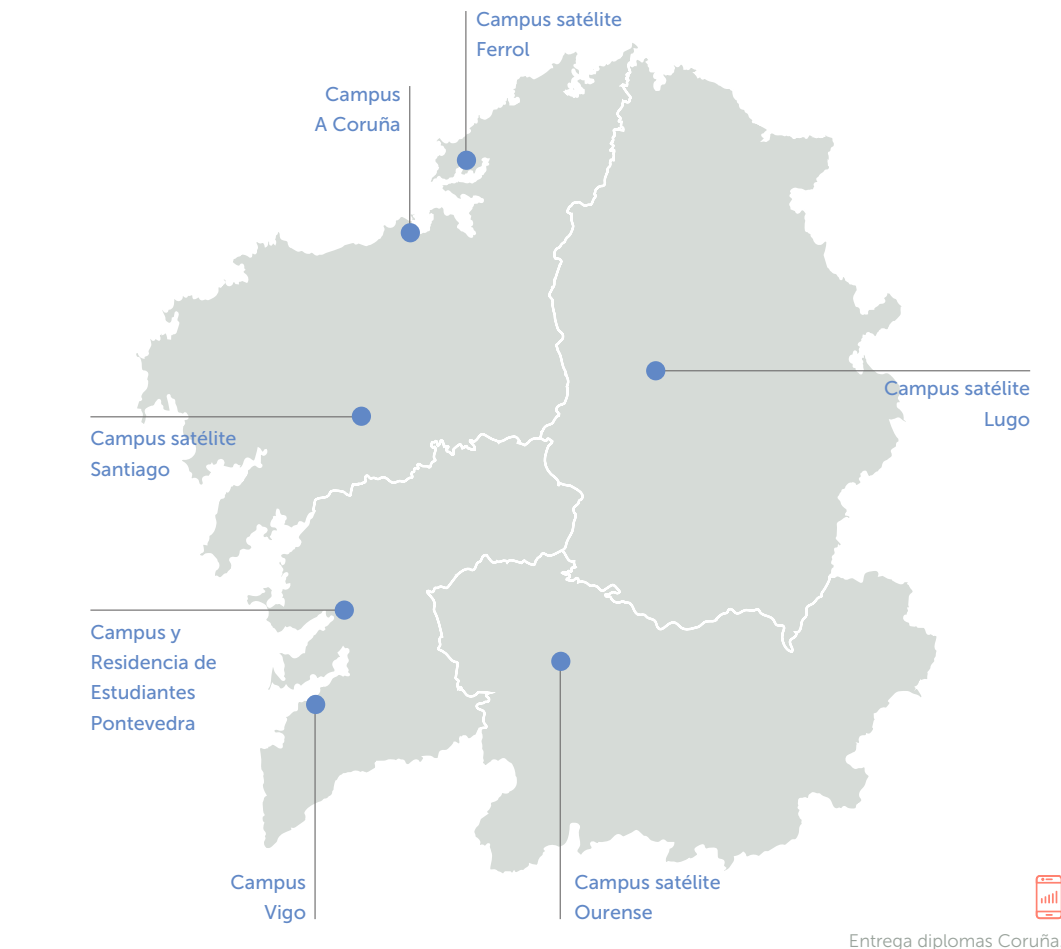 Campus satélite
Ferrol
Campus
A Coruña
Campus satélite
Lugo
Campus satélite
Santiago
Campus y
Residencia de
Estudiantes
Pontevedra
Campus
Vigo
Campus satélite
Ourense
Entrega diplomas Coruña